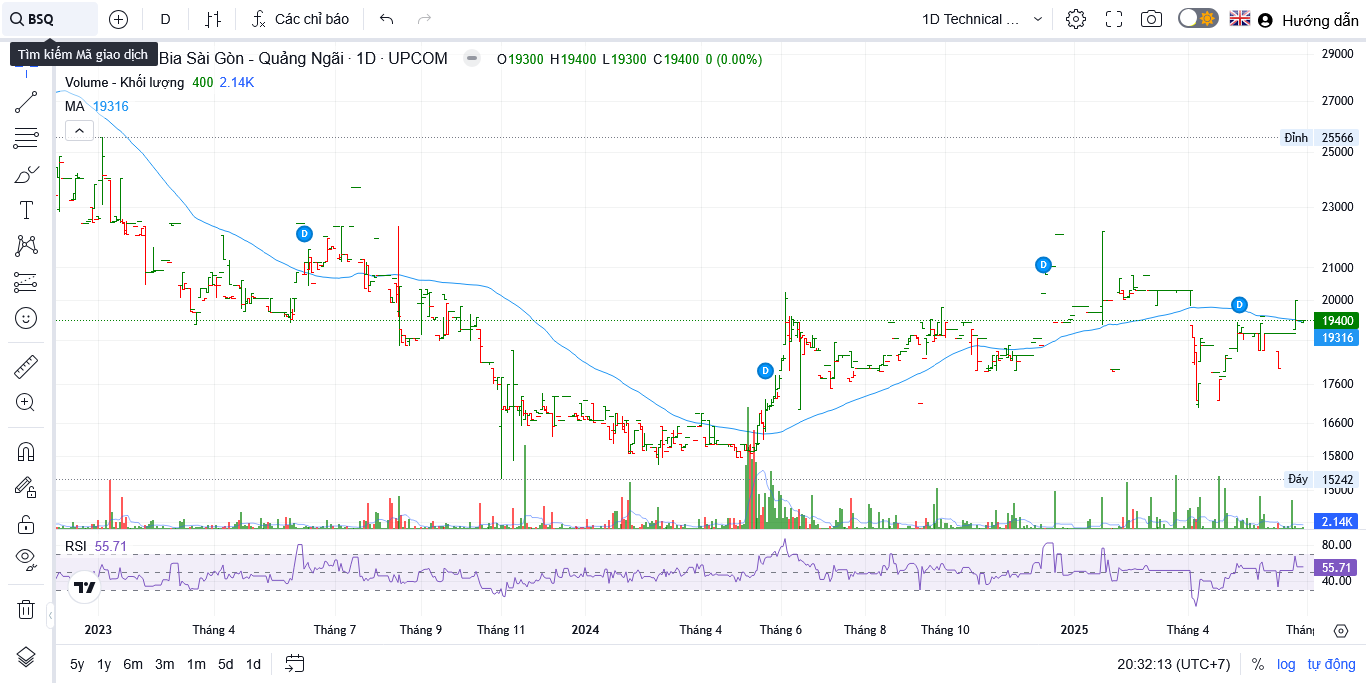 BSQ
D
Các chỉ báo
1D Technical ...
Hướng dẫn
Tìm kiếm Mã giao dịch
Bia Sài Gòn - Quảng Ngãi · 1D · UPCOM
O19300 H19400 L19300 C19400 0 (0.00%)
Volume - Khối lượng 400 2.14K
MA 19316
29000
27000
Đỉnh 25566
25000
23000
D
21000
D
20000
D
19400
19316
D
17600
16600
15800
Đáy 15242
15000
2.14K
RSI 55.71
80.00
55.71
40.00
2023 Tháng 4 Tháng 7 Tháng 9 Tháng 11 2024 Tháng 4 Tháng 6 Tháng 8 Tháng 10 2025 Tháng 4
5y 1y 6m 3m 1m 5d 1d
20:32:13 (UTC+7) % log tự động